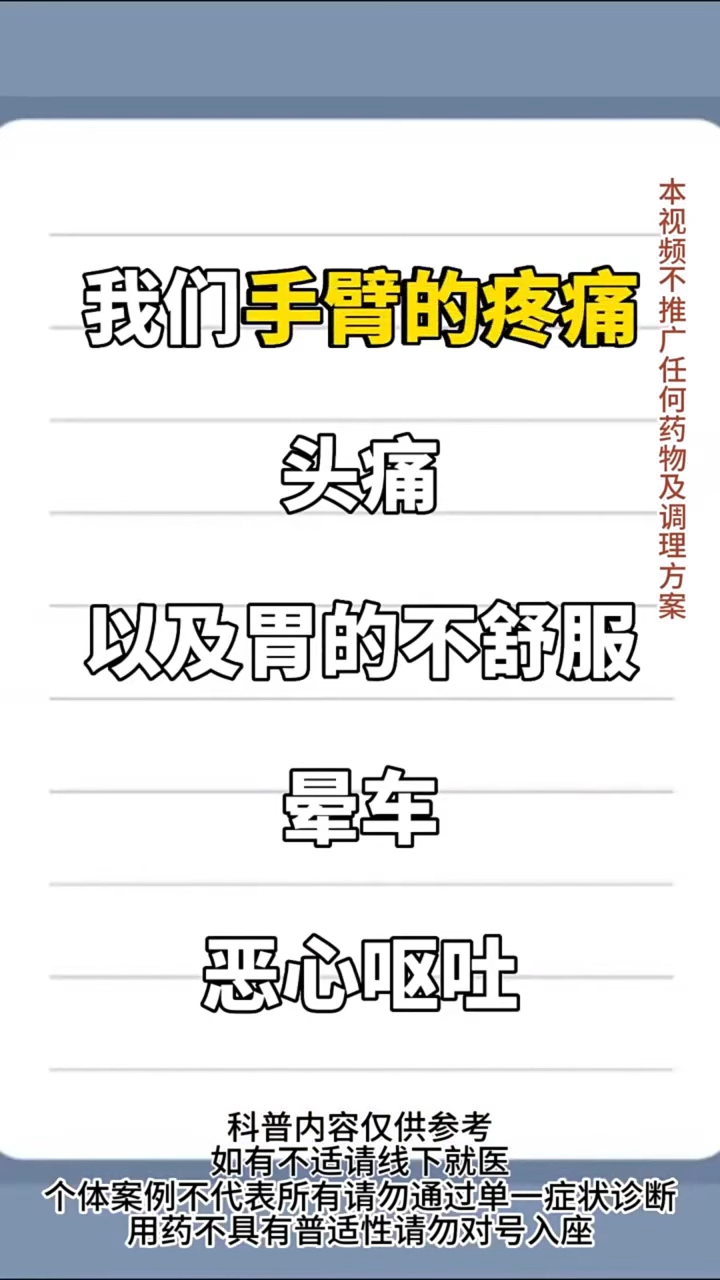 我们手臂的疼痛
头痛
以及胃的不舒服
晕车
恶心呕吐
本视频不推广任何药物及调理方案
科普内容仅供参考
如有不适请线下就医
个体案例不代表所有请勿通过单一症状诊断
用药不具有普适性请勿对号入座